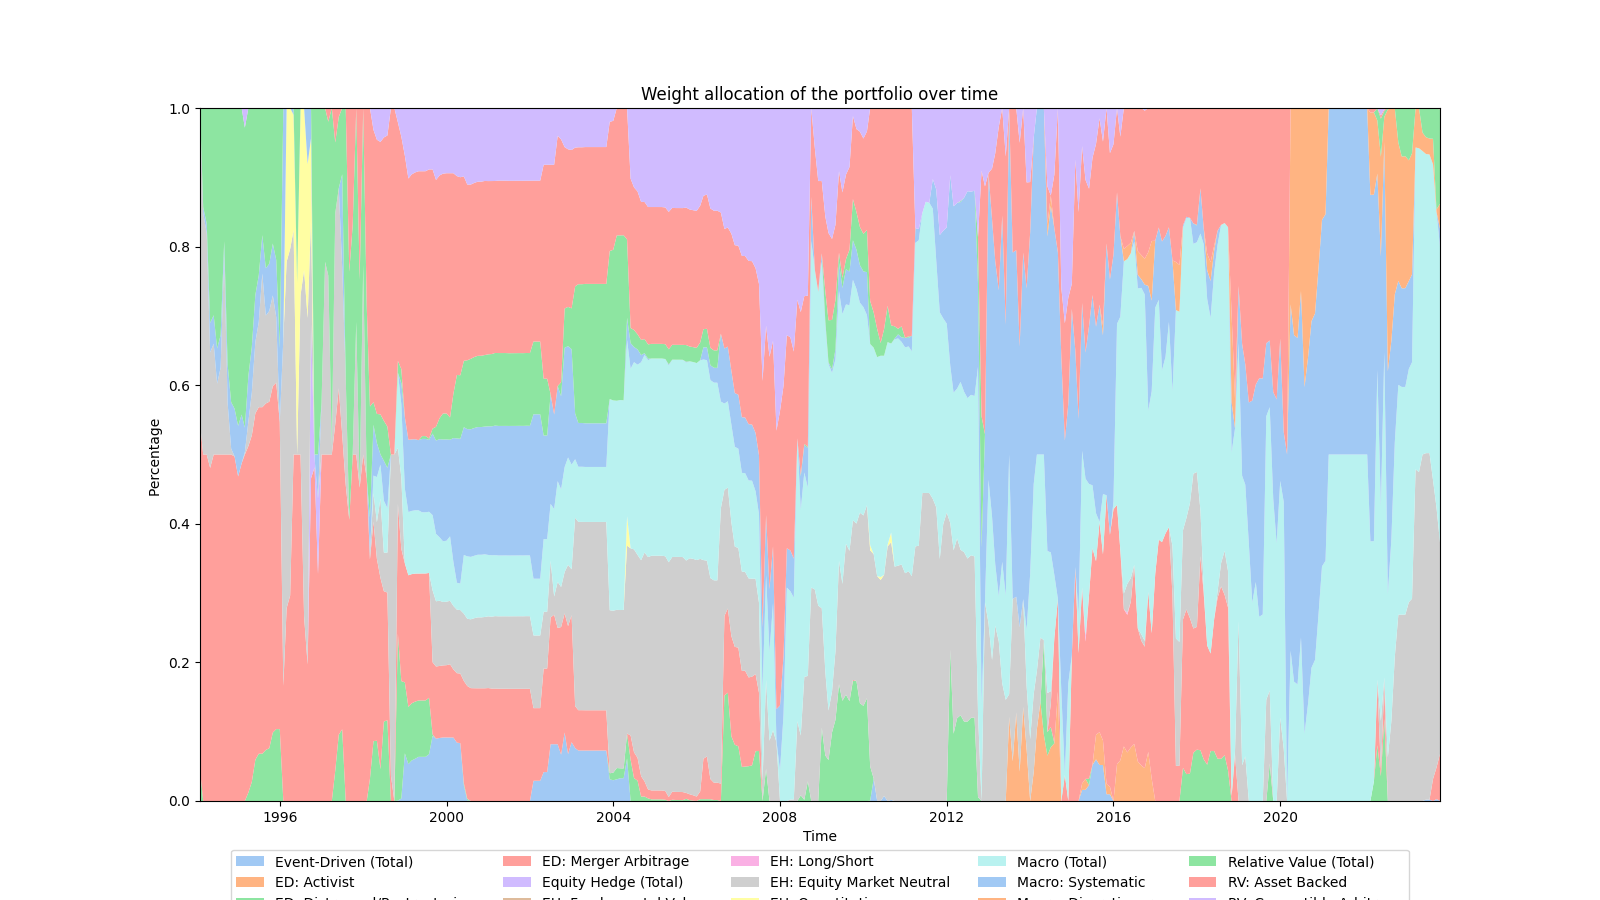 Weight allocation of the portfolio over time
1.0
0.8
0.6
0.4
0.2
0.0
Percentage
1996 2000 2004 2008 2012 2016 2020
Time
Event-Driven (Total) ED: Merger Arbitrage EH: Long/Short Macro (Total) Relative Value (Total)
ED: Activist Equity Hedge (Total) EH: Equity Market Neutral Macro: Systematic RV: Asset Backed